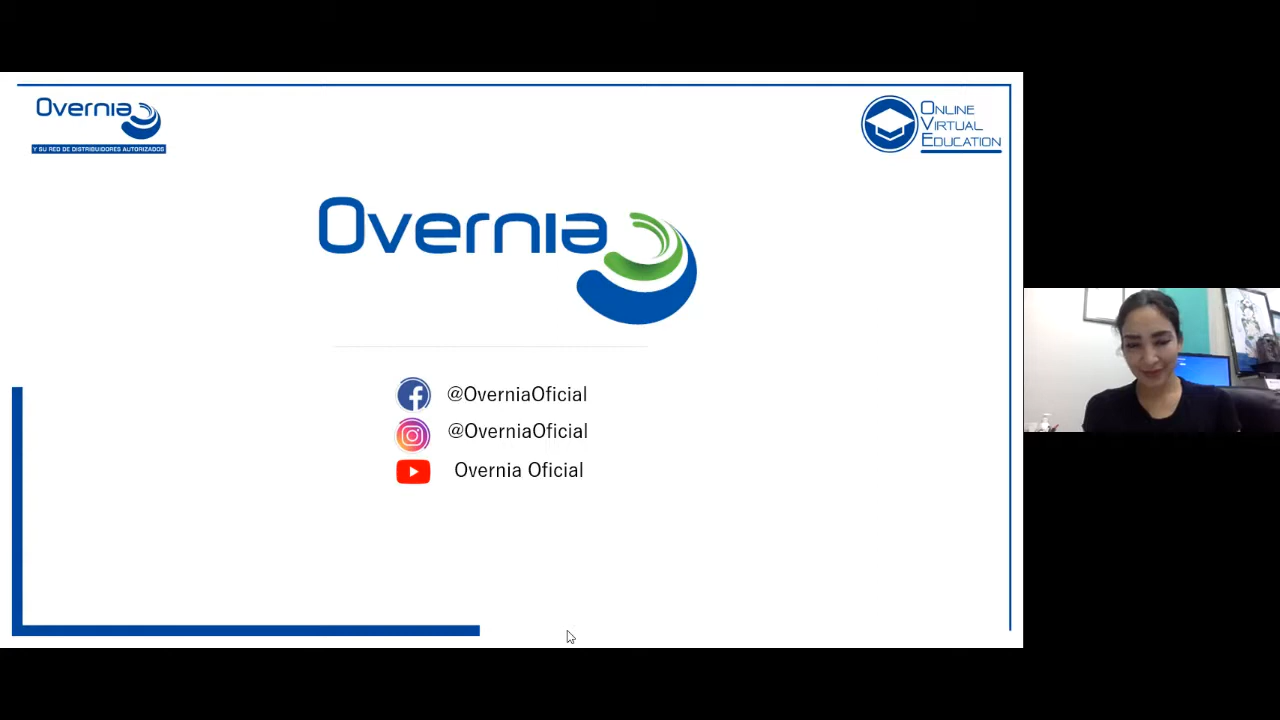 Overnia
Y SU RED DE DISTRIBUIDORES AUTORIZADOS
ONLINE
VIRTUAL
EDUCATION
Overnia
@OverniaOficial
@OverniaOficial
Overnia Oficial